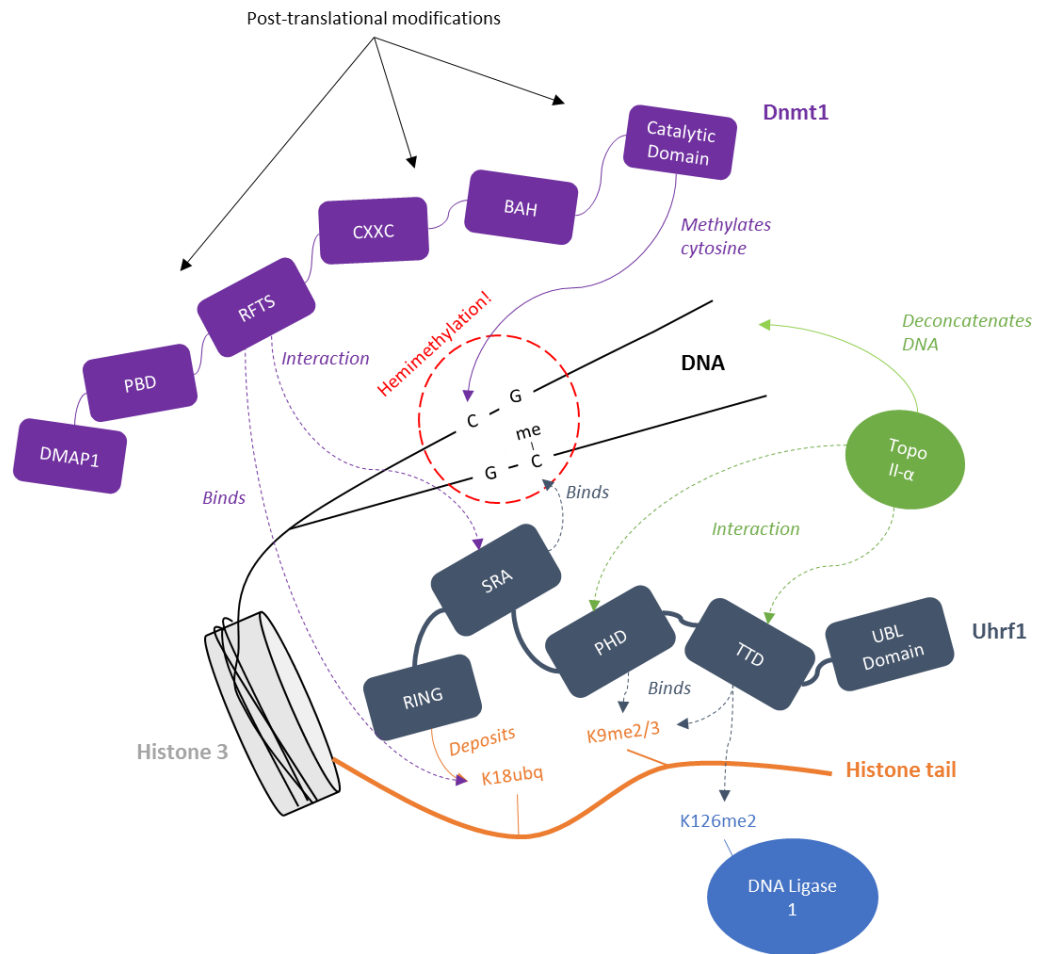 Post-translational modifications
Dnmt1
Catalytic
Domain
BAH
CXXC
Methylates
cytosine
RFTS
Hemimethylation!
Interaction
Deconcatenates
DNA
DNA
PBD
C
G
me
DMAP1
G
C
Topo
II-α
Binds
Binds
Interaction
SRA
PHD
TTD
UBL
Domain
Uhrf1
RING
Binds
Deposits
K9me2/3
Histone 3
K18ubq
Histone tail
K126me2
DNA Ligase
1